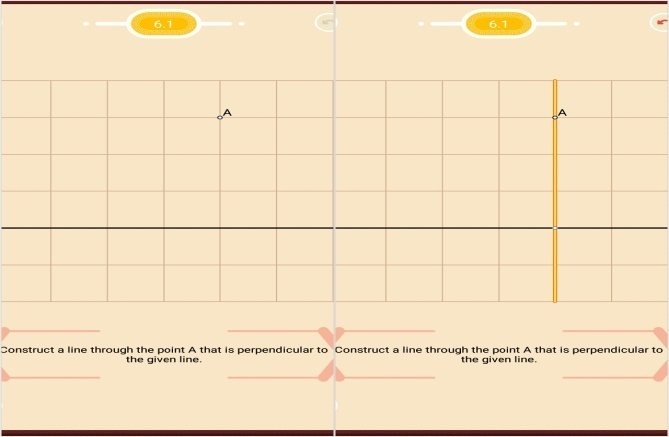 6.1
A
Construct a line through the point A that is perpendicular to
the given line.
6.1
A
Construct a line through the point A that is perpendicular to
the given line.